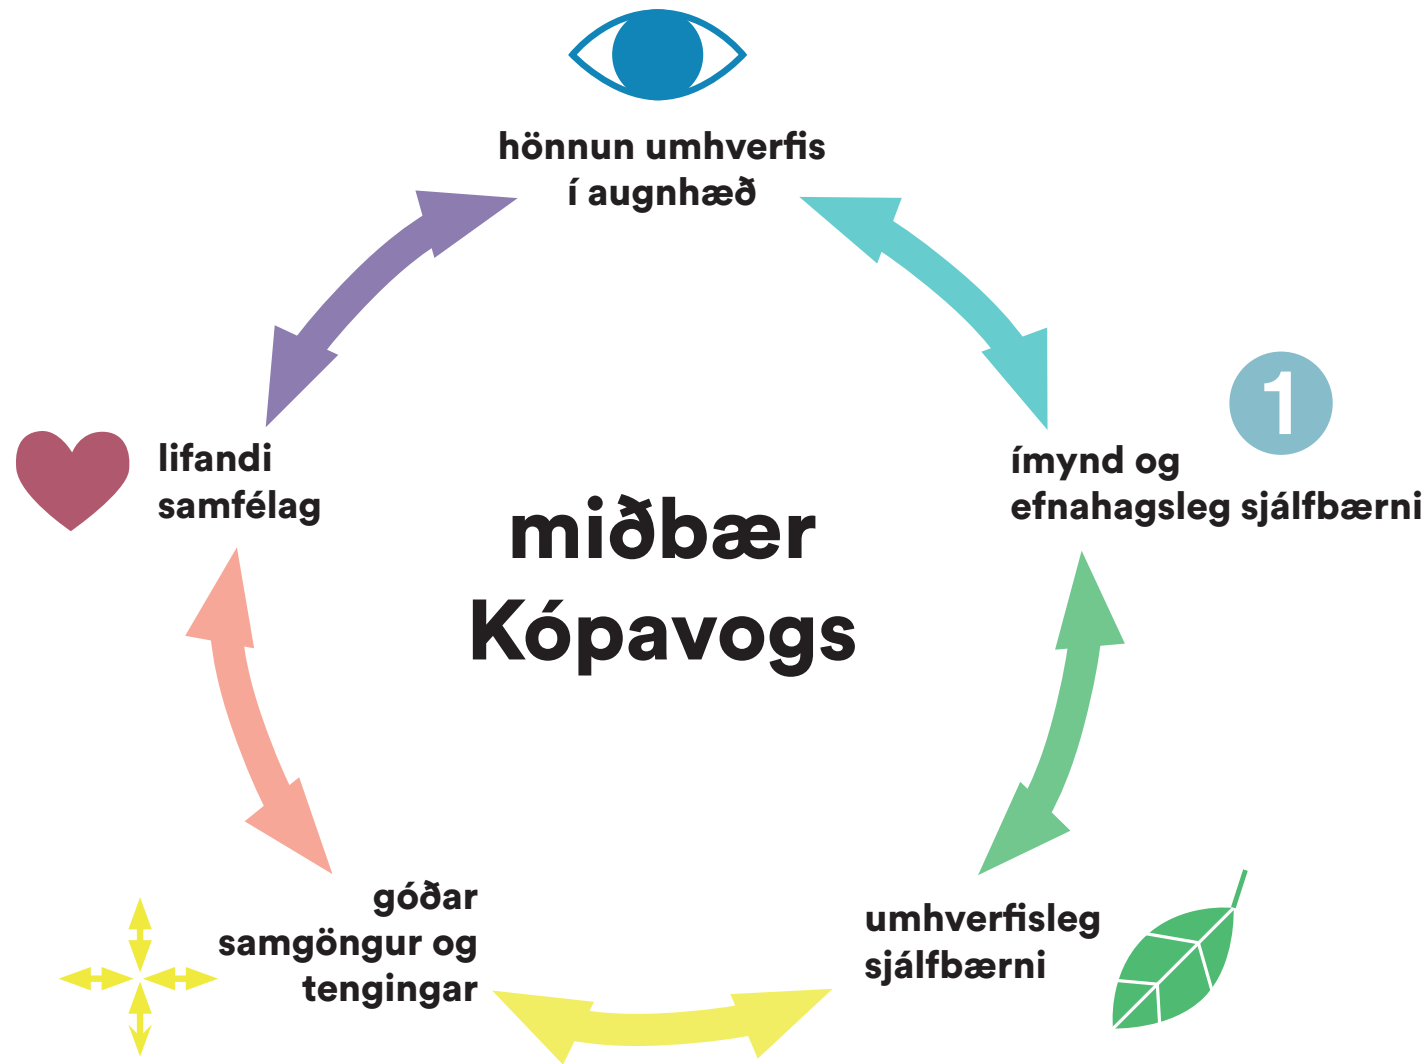 hönnun umhverfis
í augnhæð
1
ímynd og
efnahagsleg sjálfbærni
lifandi
samfélag
miðbær
Kópavogs
góðar
samgöngur og
tengingar
umhverfisleg
sjálfbærni